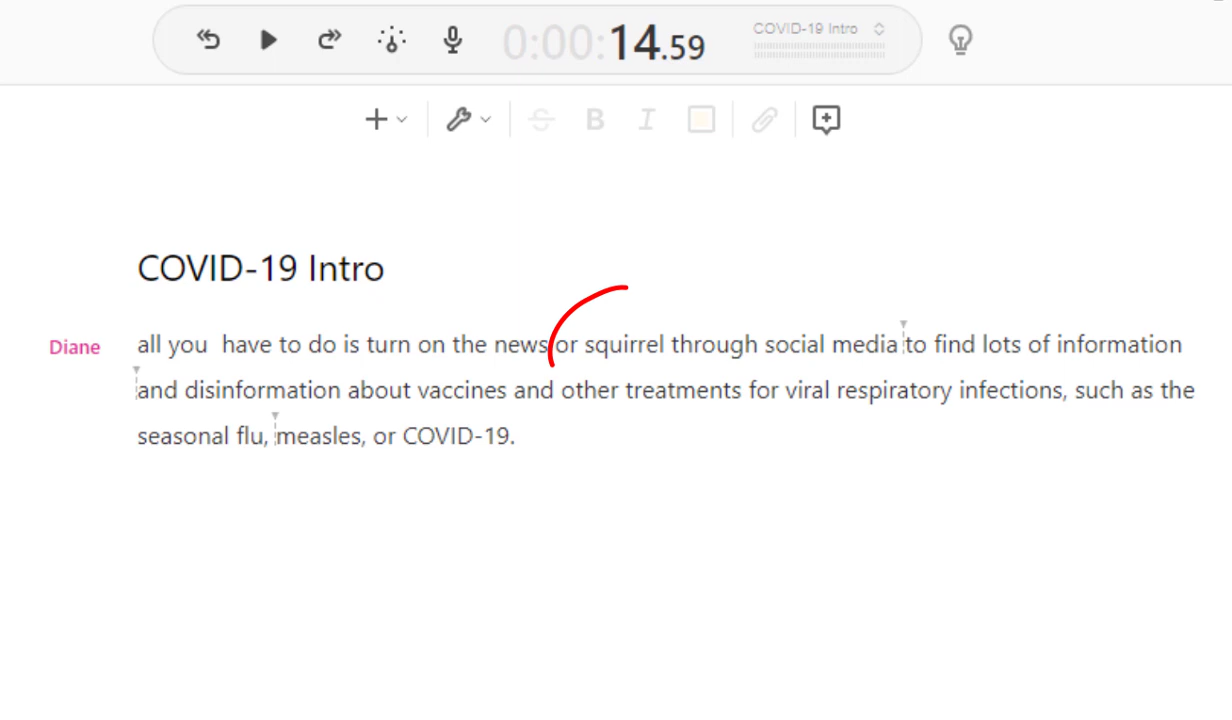 0:00:14.59
COVID-19 Intro
B I
COVID-19 Intro
Diane
all you  have to do is turn on the news or squirrel through social media to find lots of information
and disinformation about vaccines and other treatments for viral respiratory infections, such as the
seasonal flu, measles, or COVID-19.